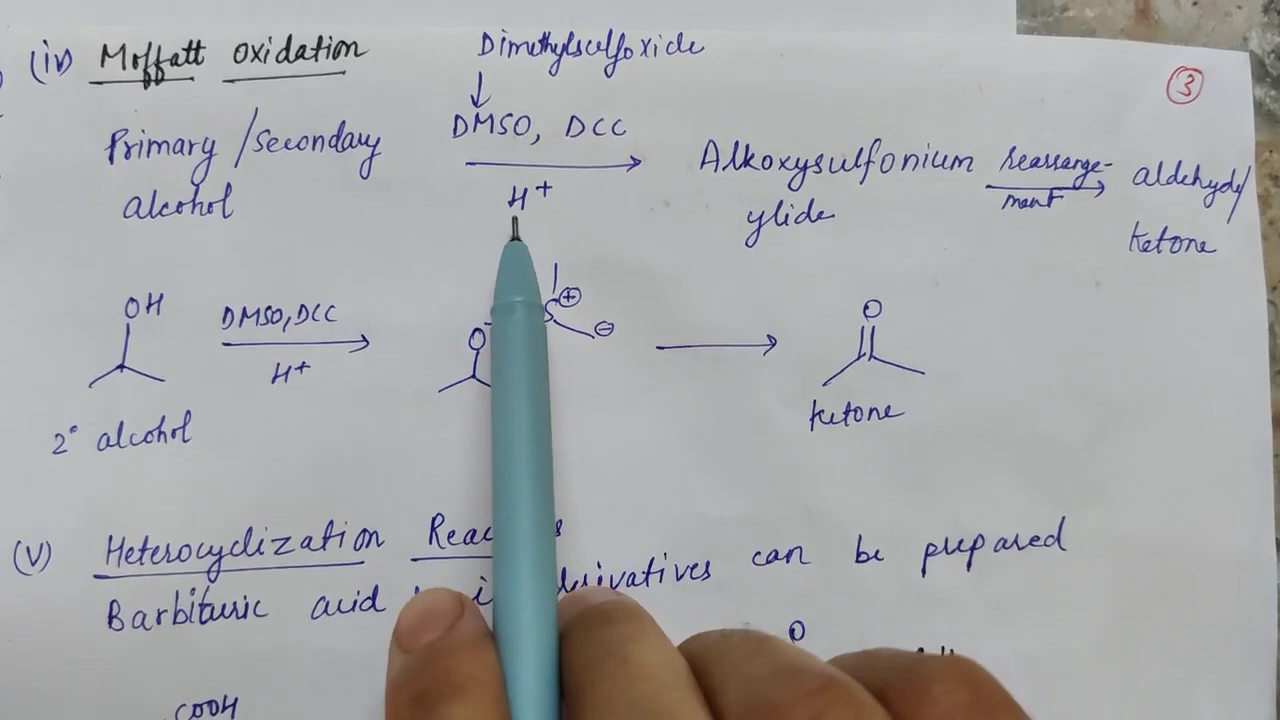 (iv) Moffatt oxidation
Dimethylsulfoxide
3
Primary/Secondary alcohol
DMSO, DCC
H+
Alkoxysulfonium ylide
rearrange-
ment
aldehyde/
Ketone
OH
DMSO, DCC
H+
O
S ⊕
⊖
O
2° alcohol
Ketone
(V) Heterocyclization
Barbituric acid derivatives can be prepared
O
COOH